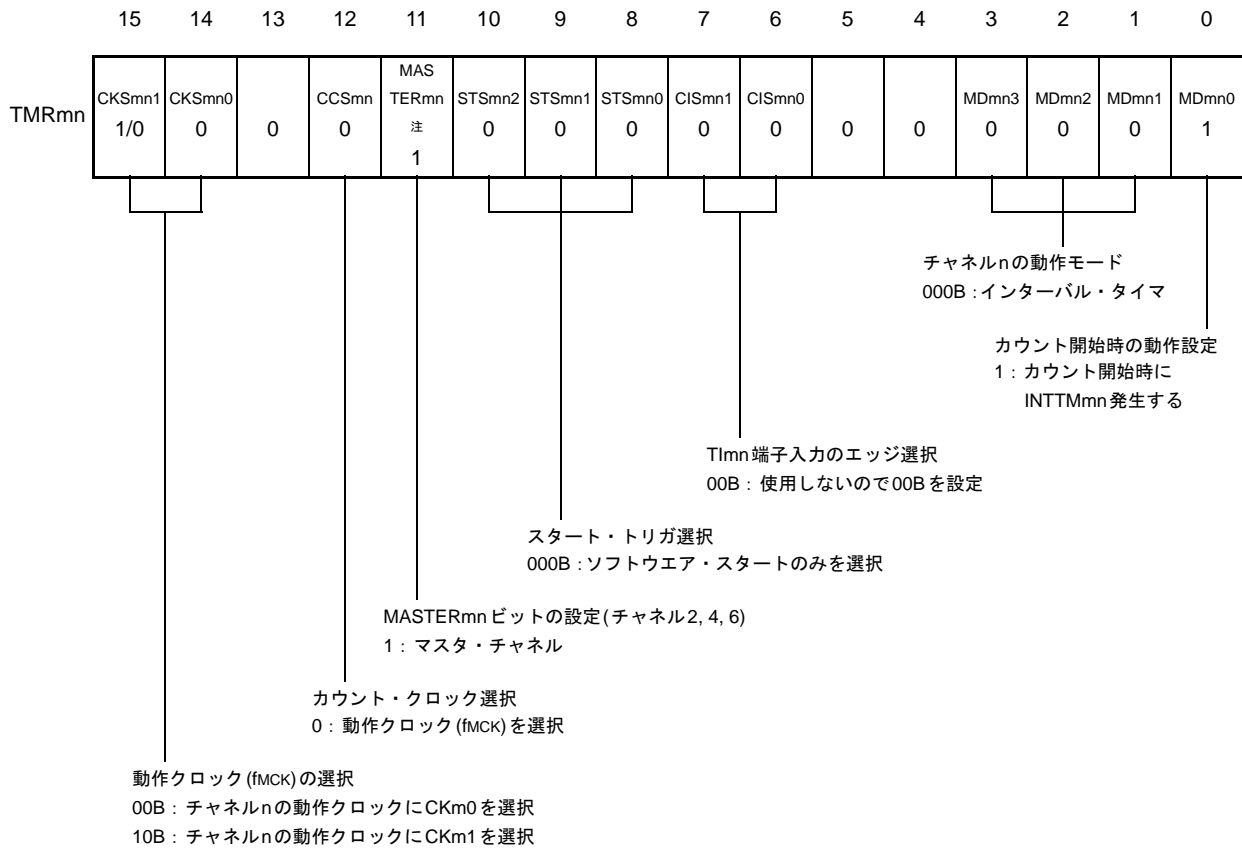 15 14 13 12 11 10 9 8 7 6 5 4 3 2 1 0
TMRmn
CKSmn1 CKSmn0 CCSmn MAS TERmn 注 STSmn2 STSmn1 STSmn0 CISmn1 CISmn0 MDmn3 MDmn2 MDmn1 MDmn0
1/0 0 0 0 1 0 0 0 0 0 0 0 0 0 0 1
チャネルnの動作モード
000B：インターバル・タイマ
カウント開始時の動作設定
1：カウント開始時に
INTTMmn発生する
TImn端子入力のエッジ選択
00B：使用しないので00Bを設定
スタート・トリガ選択
000B：ソフトウエア・スタートのみを選択
MASTERmnビットの設定(チャネル2, 4, 6)
1：マスタ・チャネル
カウント・クロック選択
0：動作クロック(fMCK)を選択
動作クロック(fMCK)の選択
00B：チャネルnの動作クロックにCKm0を選択
10B：チャネルnの動作クロックにCKm1を選択